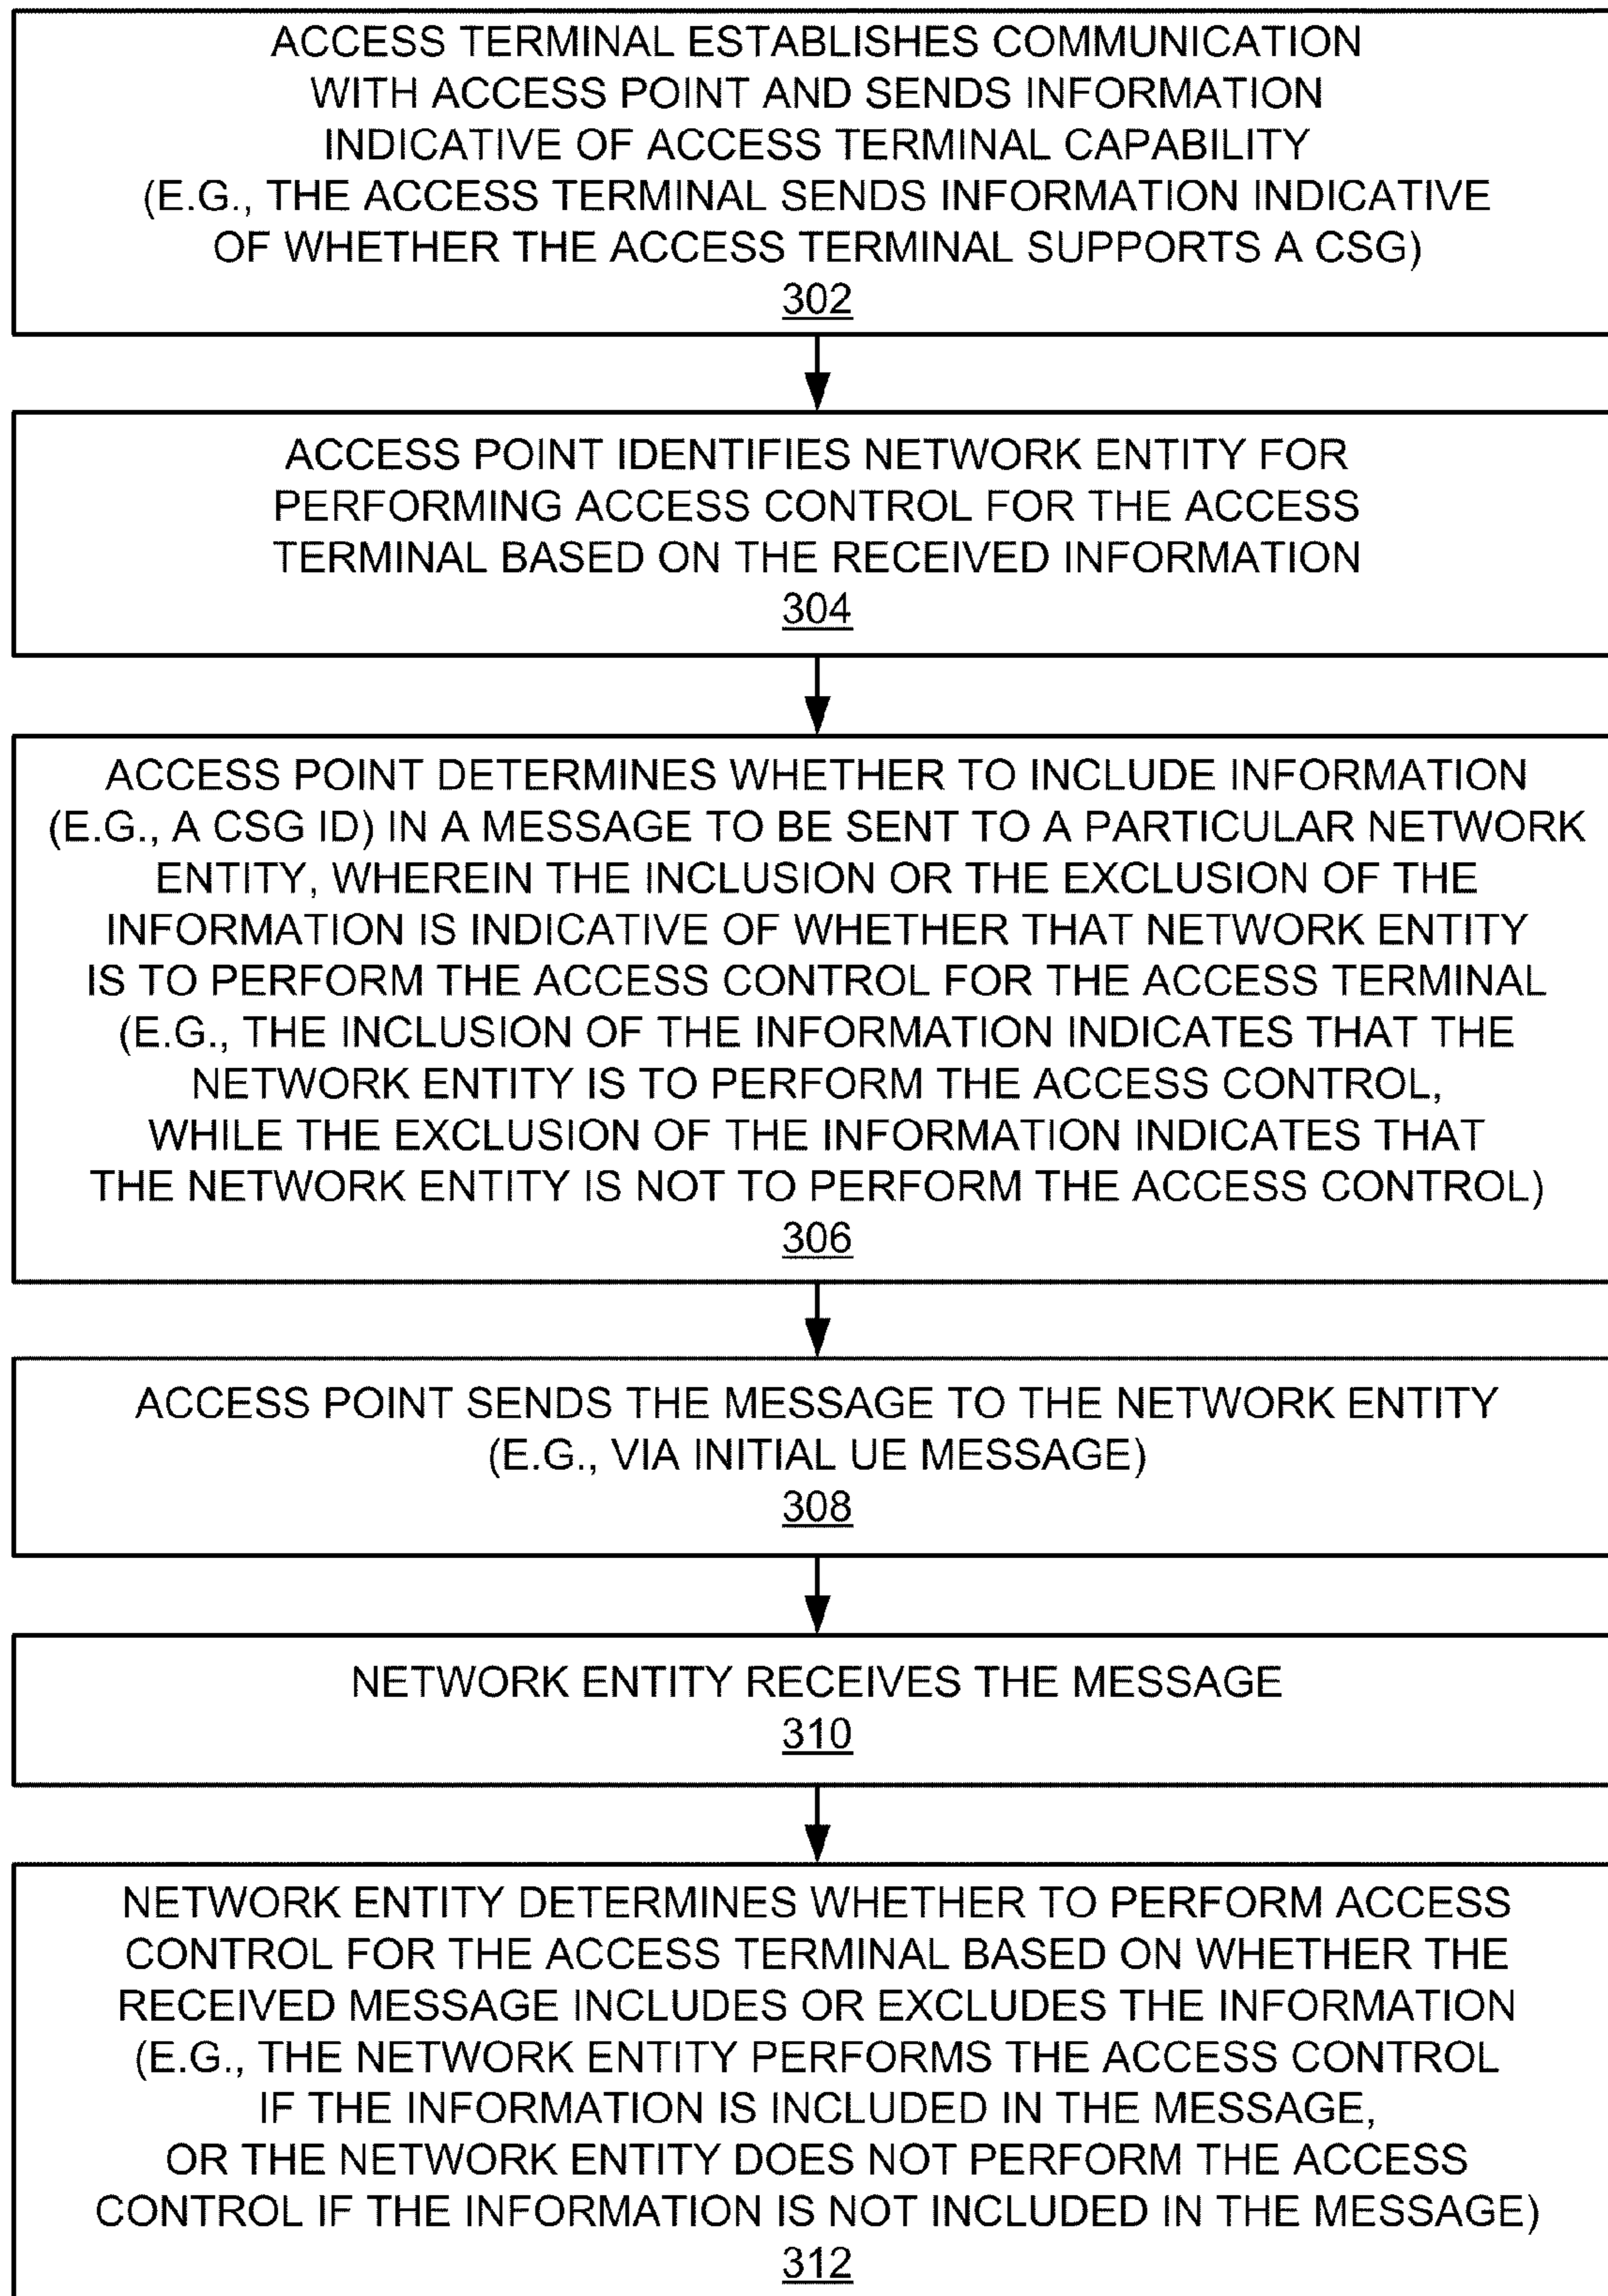 ACCESS TERMINAL ESTABLISHES COMMUNICATION
WITH ACCESS POINT AND SENDS INFORMATION
INDICATIVE OF ACCESS TERMINAL CAPABILITY
(E.G., THE ACCESS TERMINAL SENDS INFORMATION INDICATIVE
OF WHETHER THE ACCESS TERMINAL SUPPORTS A CSG)
302
ACCESS POINT IDENTIFIES NETWORK ENTITY FOR
PERFORMING ACCESS CONTROL FOR THE ACCESS
TERMINAL BASED ON THE RECEIVED INFORMATION
304
ACCESS POINT DETERMINES WHETHER TO INCLUDE INFORMATION
(E.G., A CSG ID) IN A MESSAGE TO BE SENT TO A PARTICULAR NETWORK
ENTITY, WHEREIN THE INCLUSION OR THE EXCLUSION OF THE
INFORMATION IS INDICATIVE OF WHETHER THAT NETWORK ENTITY
IS TO PERFORM THE ACCESS CONTROL FOR THE ACCESS TERMINAL
(E.G., THE INCLUSION OF THE INFORMATION INDICATES THAT THE
NETWORK ENTITY IS TO PERFORM THE ACCESS CONTROL,
WHILE THE EXCLUSION OF THE INFORMATION INDICATES THAT
THE NETWORK ENTITY IS NOT TO PERFORM THE ACCESS CONTROL)
306
ACCESS POINT SENDS THE MESSAGE TO THE NETWORK ENTITY
(E.G., VIA INITIAL UE MESSAGE)
308
NETWORK ENTITY RECEIVES THE MESSAGE
310
NETWORK ENTITY DETERMINES WHETHER TO PERFORM ACCESS
CONTROL FOR THE ACCESS TERMINAL BASED ON WHETHER THE
RECEIVED MESSAGE INCLUDES OR EXCLUDES THE INFORMATION
(E.G., THE NETWORK ENTITY PERFORMS THE ACCESS CONTROL
IF THE INFORMATION IS INCLUDED IN THE MESSAGE,
OR THE NETWORK ENTITY DOES NOT PERFORM THE ACCESS
CONTROL IF THE INFORMATION IS NOT INCLUDED IN THE MESSAGE)
312